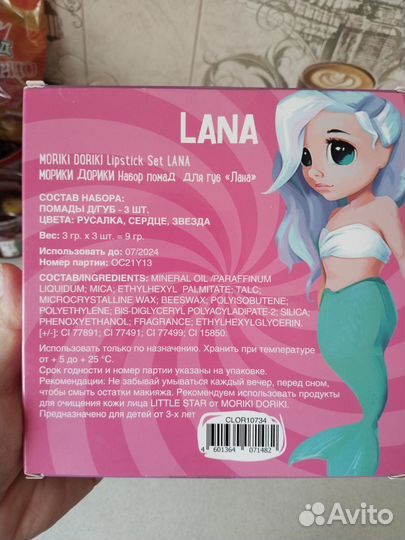 LANA
MORIKI DORIKI Lipstick Set LANA
МОРИКИ ДОРИКИ Набор помад для губ «Лана»
СОСТАВ НАБОРА:
ПОМАДЫ Д/ГУБ - 3 ШТ.
ЦВЕТА: РУСАЛКА, СЕРДЦЕ, ЗВЕЗДА
Вес: 3 гр. х 3 шт. = 9 гр.
Использовать до: 07/2024
Номер партии: OC21Y13
СОСТАВ/INGREDIENTS: MINERAL OIL /PARAFFINUM
LIQUIDUM; MICA; ETHYLHEXYL PALMITATE; TALC;
MICROCRYSTALLINE WAX; BEESWAX; POLYISOBUTENE;
POLYETHYLENE; BIS-DIGLYCERYL POLYACYLADIPATE-2; SILICA;
PHENOXYETHANOL; FRAGRANCE; ETHYLHEXYLGLYCERIN.
[+/-]: CI 77891; CI 77491; CI 77499; CI 15850.
Использовать только по назначению. Хранить при температуре
от + 5 до + 25 °C.
Срок годности и номер партии указаны на упаковке.
Рекомендации: Не забывай умываться каждый вечер, перед сном,
чтобы смыть остатки макияжа. Рекомендуем использовать продукты
для очищения кожи лица LITTLE STAR от MORIKI DORIKI.
Предназначено для детей от 3-х лет
CLOR10734
4 601364 071482
Avito